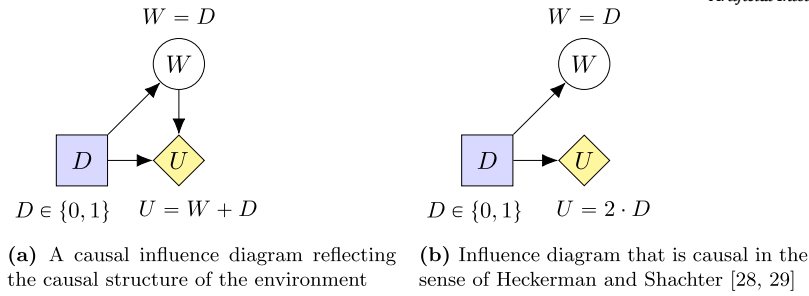 W = D
W
D
U
D ∈ {0, 1}
U = W + D
(a) A causal influence diagram reflecting
the causal structure of the environment
W = D
W
D
U
D ∈ {0, 1}
U = 2 · D
(b) Influence diagram that is causal in the
sense of Heckerman and Shachter [28, 29]